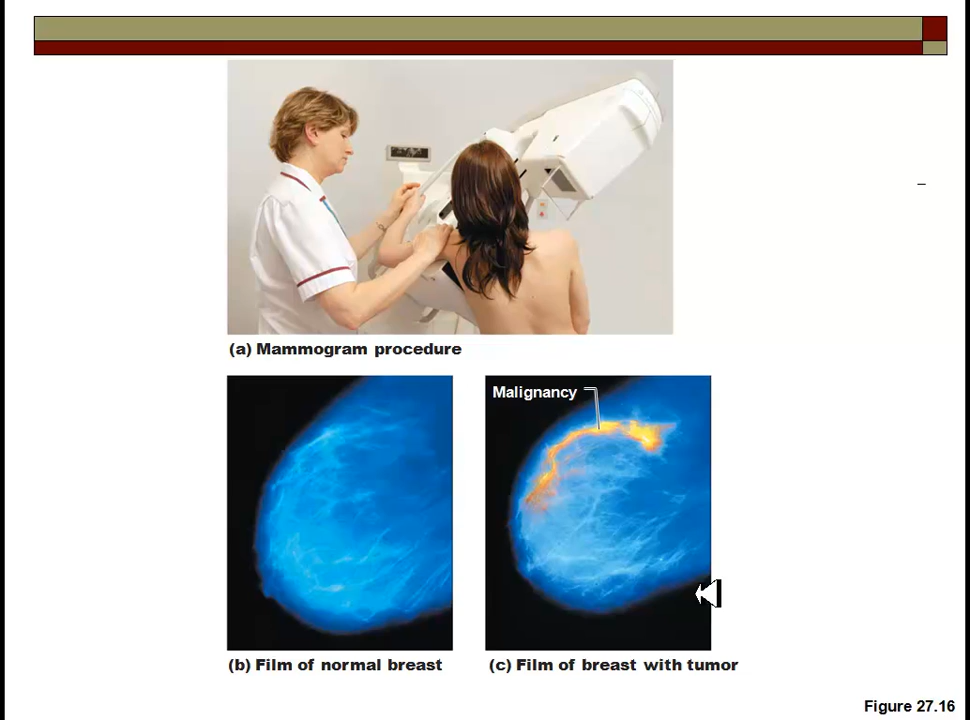 (a) Mammogram procedure
Malignancy
(b) Film of normal breast
(c) Film of breast with tumor
Figure 27.16